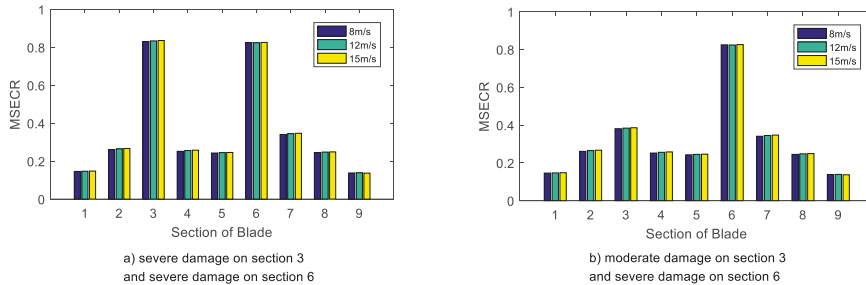 1
0.8
0.6
0.4
0.2
0
MSECR
8m/s
12m/s
15m/s
1 2 3 4 5 6 7 8 9
Section of Blade
a) severe damage on section 3
and severe damage on section 6
1
0.8
0.6
0.4
0.2
0
MSECR
8m/s
12m/s
15m/s
1 2 3 4 5 6 7 8 9
Section of Blade
b) moderate damage on section 3
and severe damage on section 6